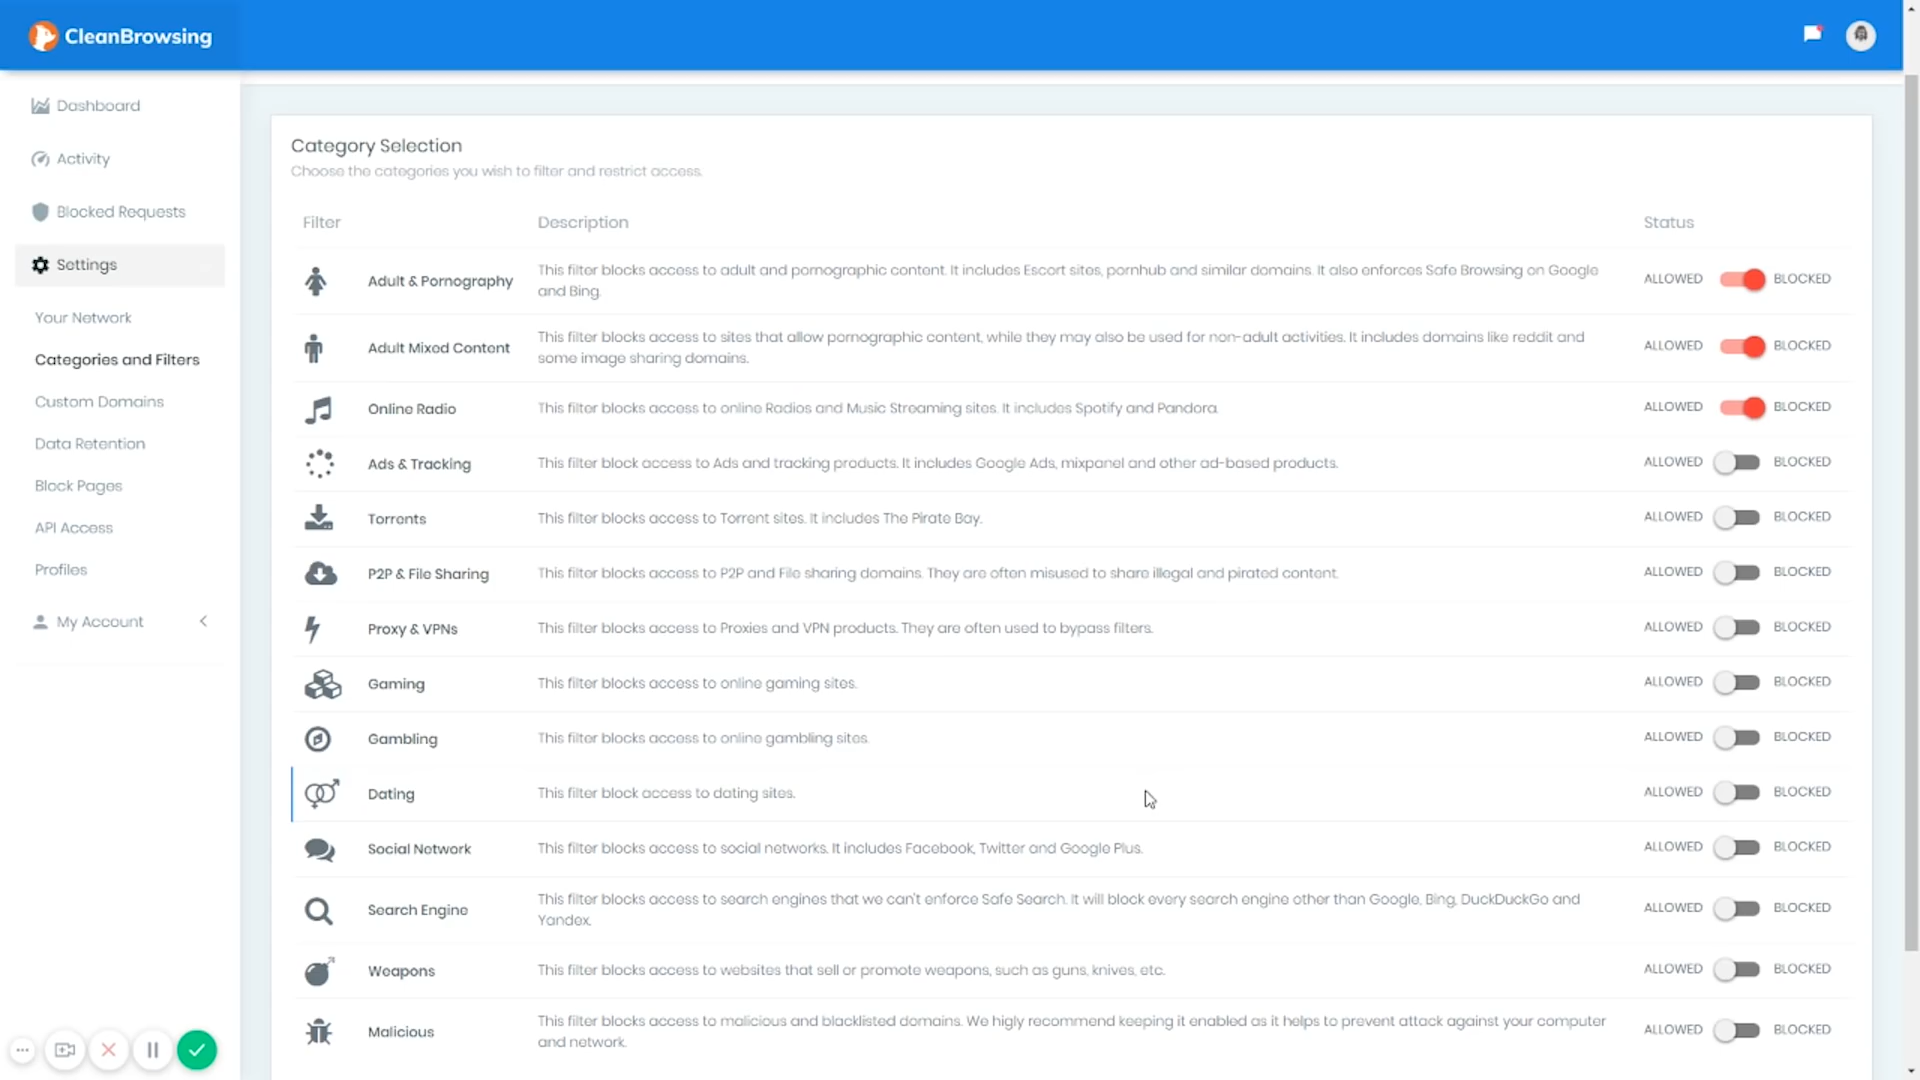 CleanBrowsing
Dashboard
Activity
Blocked Requests
Settings
Your Network
Categories and Filters
Custom Domains
Data Retention
Block Pages
API Access
Profiles
My Account
Category Selection
Choose the categories you wish to filter and restrict access.
Filter Description Status
Adult & Pornography This filter blocks access to adult and pornographic content. It includes Escort sites, pornhub and similar domains. It also enforces Safe Browsing on Google ALLOWED BLOCKED
and Bing.
Adult Mixed Content This filter blocks access to sites that allow pornographic content, while they may also be used for non-adult activities. It includes domains like reddit and ALLOWED BLOCKED
some image sharing domains.
Online Radio This filter blocks access to online Radios and Music Streaming sites. It includes Spotify and Pandora. ALLOWED BLOCKED
Ads & Tracking This filter block access to Ads and tracking products. It includes Google Ads, mixpanel and other ad-based products. ALLOWED BLOCKED
Torrents This filter blocks access to Torrent sites. It includes The Pirate Bay. ALLOWED BLOCKED
P2P & File Sharing This filter blocks access to P2P and File sharing domains. They are often misused to share illegal and pirated content. ALLOWED BLOCKED
Proxy & VPNs This filter blocks access to Proxies and VPN products. They are often used to bypass filters. ALLOWED BLOCKED
Gaming This filter blocks access to online gaming sites. ALLOWED BLOCKED
Gambling This filter blocks access to online gambling sites. ALLOWED BLOCKED
Dating This filter block access to dating sites. ALLOWED BLOCKED
Social Network This filter blocks access to social networks. It includes Facebook, Twitter and Google Plus. ALLOWED BLOCKED
Search Engine This filter blocks access to search engines that we can't enforce Safe Search. It will block every search engine other than Google, Bing, DuckDuckGo and ALLOWED BLOCKED
Yandex.
Weapons This filter blocks access to websites that sell or promote weapons, such as guns, knives, etc. ALLOWED BLOCKED
Malicious This filter blocks access to malicious and blacklisted domains. We higly recommend keeping it enabled as it helps to prevent attack against your computer ALLOWED BLOCKED
and network.